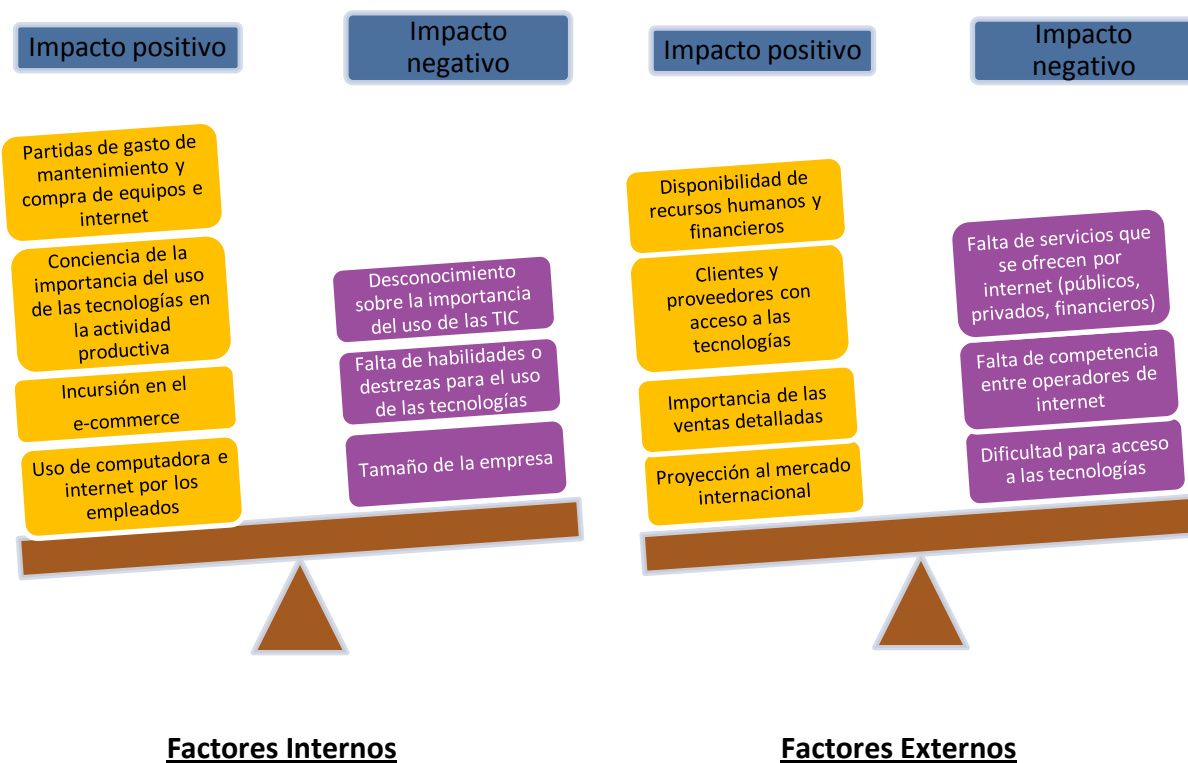 Impacto positivo
Impacto
negativo
Partidas de gasto de
mantenimiento y
compra de equipos e
internet
Conciencia de la
importancia del uso
de las tecnologías en
la actividad
productiva
Incursión en el
e-commerce
Uso de computadora e
internet por los
empleados
Desconocimiento
sobre la importancia
del uso de las TIC
Falta de habilidades o
destrezas para el uso
de las tecnologías
Tamaño de la empresa
Factores Internos
Impacto positivo
Impacto
negativo
Disponibilidad de
recursos humanos y
financieros
Clientes y
proveedores con
acceso a las
tecnologías
Importancia de las
ventas detalladas
Proyección al mercado
internacional
Falta de servicios que
se ofrecen por
internet (públicos,
privados, financieros)
Falta de competencia
entre operadores de
internet
Dificultad para acceso
a las tecnologías
Factores Externos